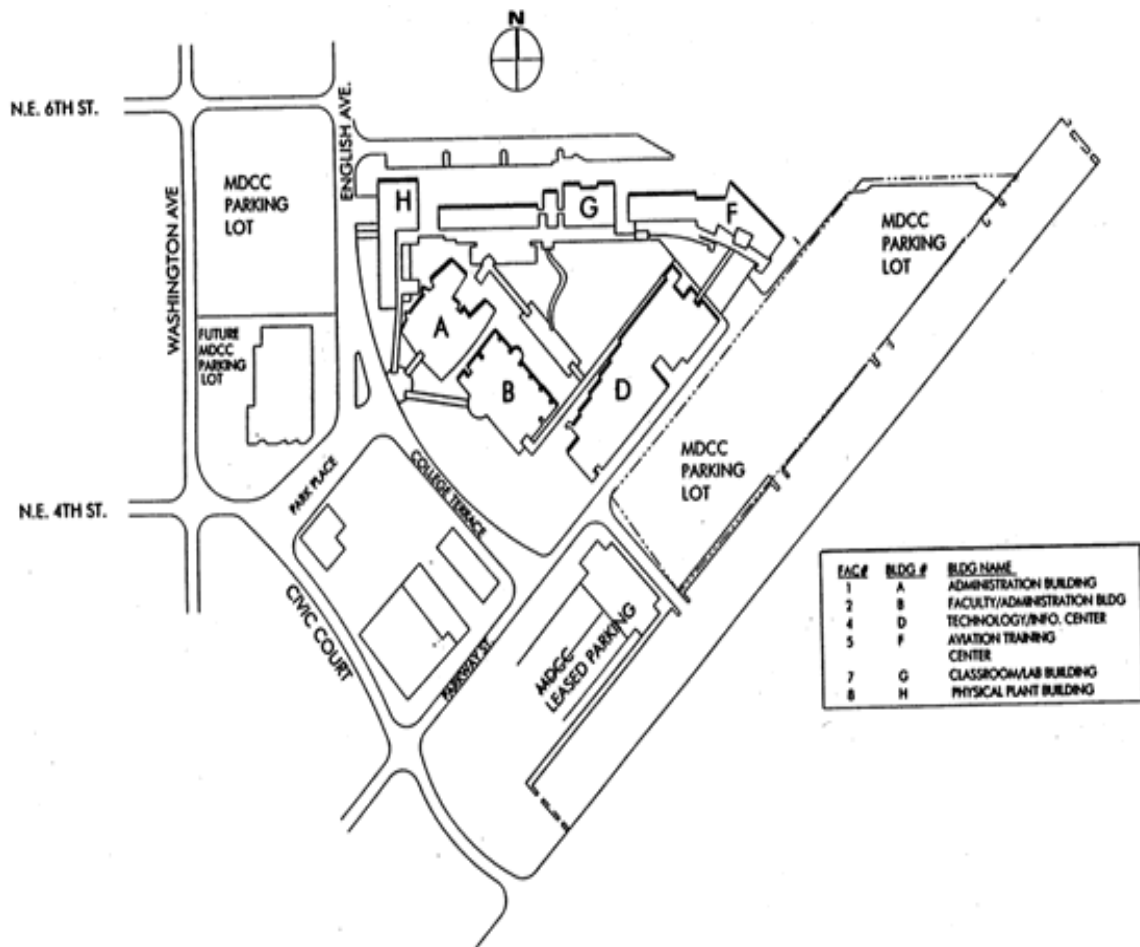 N
N.E. 6TH ST.
ENGLISH AVE.
WASHINGTON AVE
MDCC
PARKING
LOT
H
G
F
MDCC
PARKING
LOT
A
B
D
FUTURE
MDCC
PARKING
LOT
MDCC
PARKING
LOT
PARK PLACE
COLLEGE TERRACE
N.E. 4TH ST.
CIVIC COURT
PARKWAY ST.
MDCC
LEASED PARKING
FAC# BLDG # BLDG NAME
1 A ADMINISTRATION BUILDING
2 B FACULTY/ADMINISTRATION BLDG
4 D TECHNOLOGY/INFO. CENTER
5 F AVIATION TRAINING
CENTER
7 G CLASSROOM/LAB BUILDING
8 H PHYSICAL PLANT BUILDING